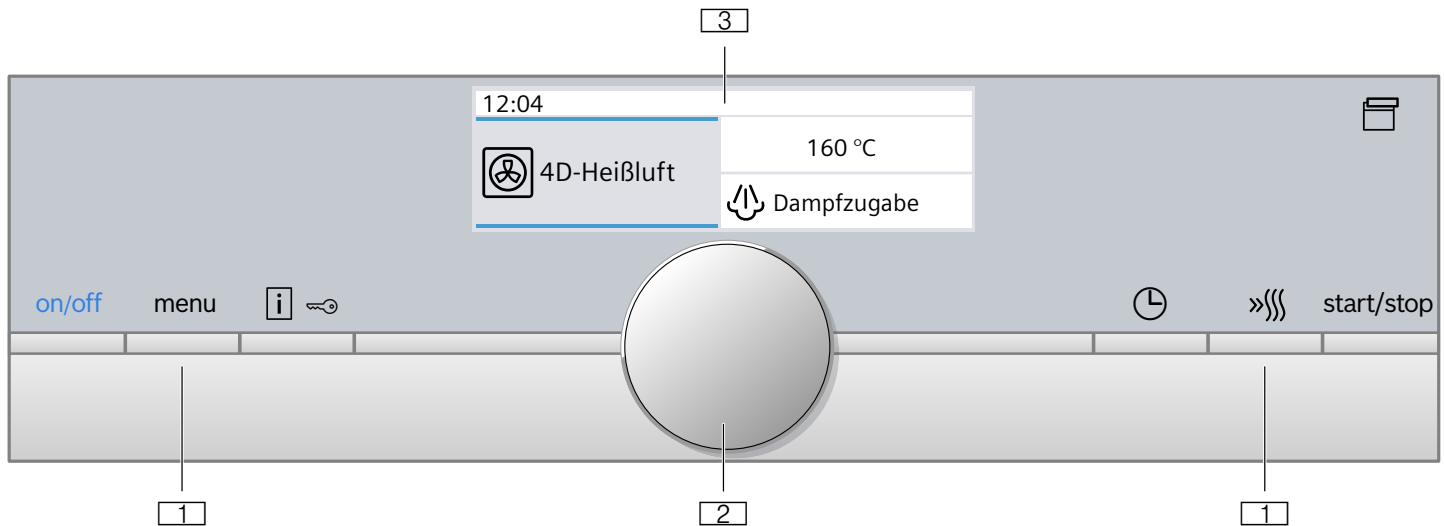 3
12:04
4D-Heißluft
160 °C
Dampfzugabe
on/off menu i start/stop
1 2 1